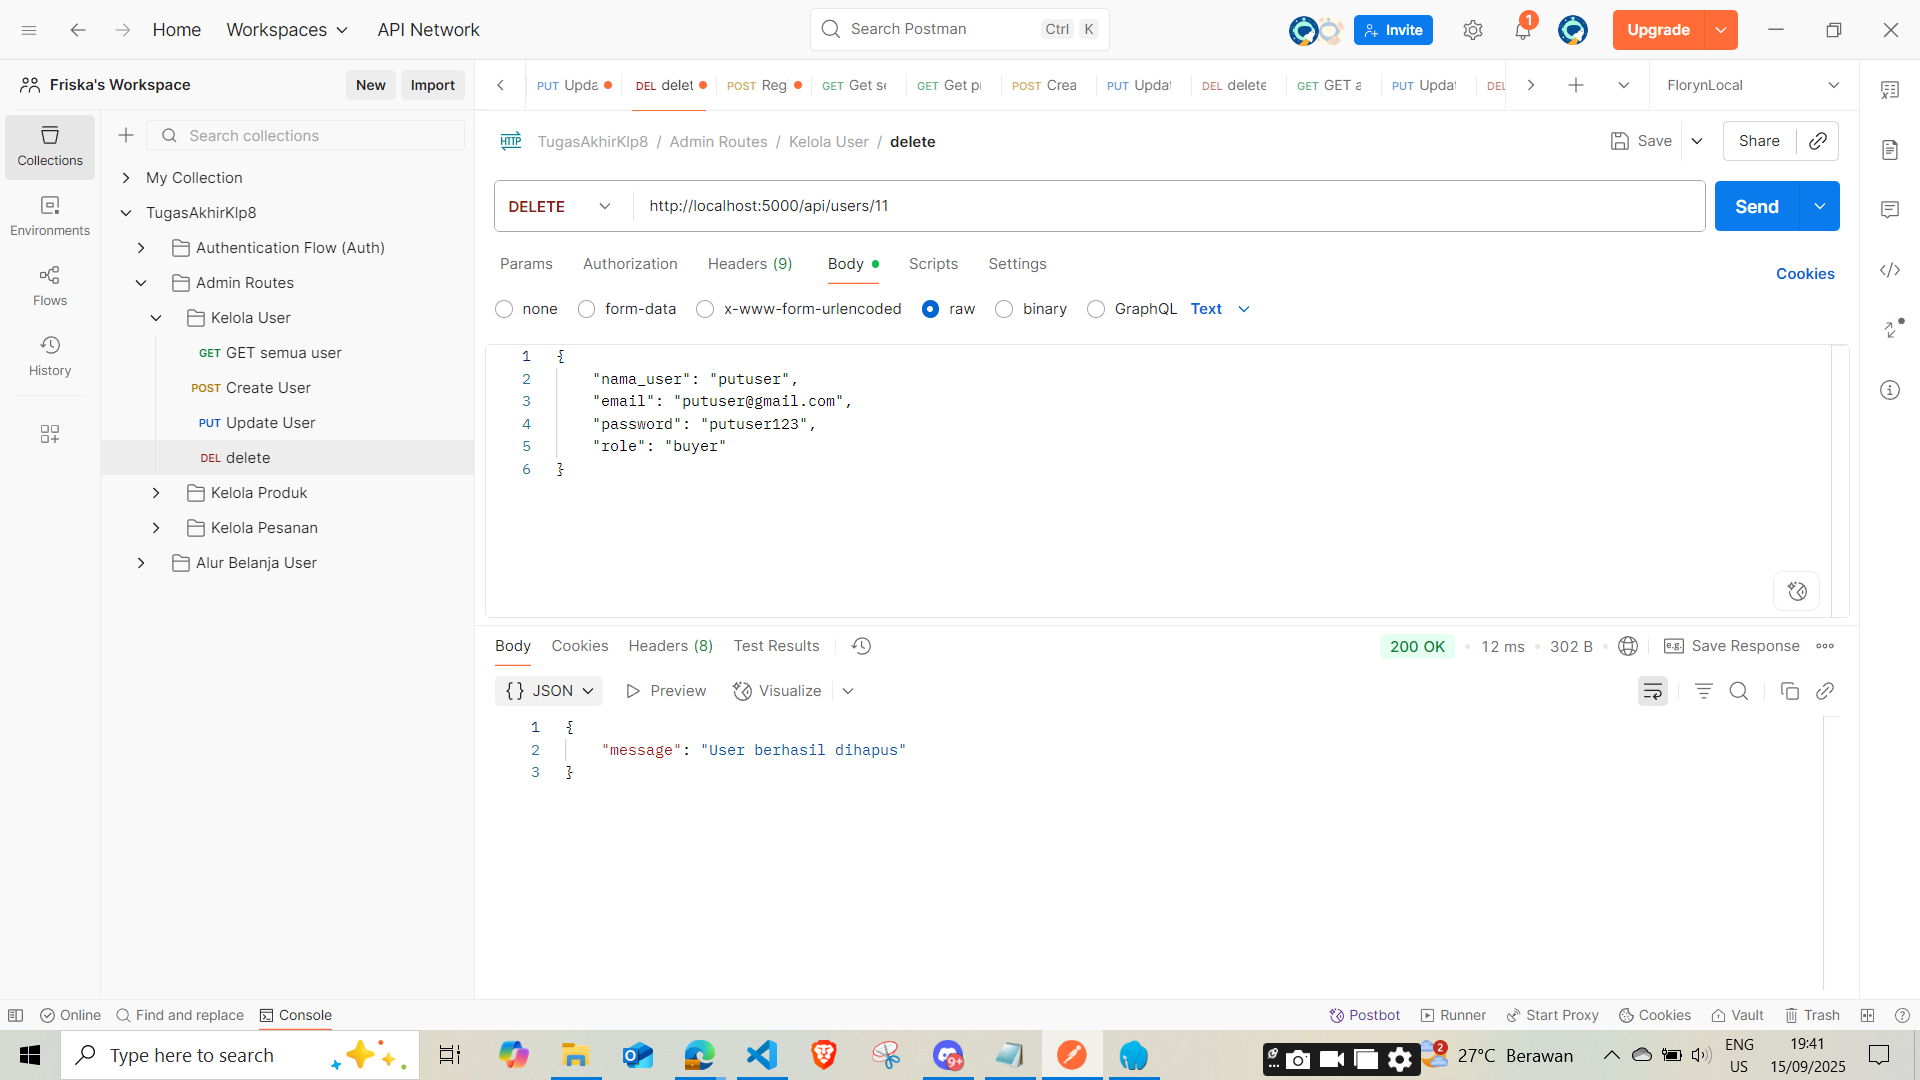 Home
Workspaces
API Network
Search Postman
Ctrl
K
Invite
1
Upgrade
Friska's Workspace
New
Import
PUT Upda
DEL delet
POST Reg
GET Get se
GET Get p
POST Crea
PUT Updat
DEL delete
GET GET a
PUT Updat
DEL
FlorynLocal
Collections
Environments
Flows
History
Search collections
My Collection
TugasAkhirKlp8
Authentication Flow (Auth)
Admin Routes
Kelola User
GET GET semua user
POST Create User
PUT Update User
DEL delete
Kelola Produk
Kelola Pesanan
Alur Belanja User
HTTP TugasAkhirKlp8 / Admin Routes / Kelola User / delete
Save
Share
DELETE
http://localhost:5000/api/users/11
Send
Params
Authorization
Headers (9)
Body
Scripts
Settings
Cookies
none
form-data
x-www-form-urlencoded
raw
binary
GraphQL
Text
1 {
2 "nama_user": "putuser",
3 "email": "putuser@gmail.com",
4 "password": "putuser123",
5 "role": "buyer"
6 }
Body
Cookies
Headers (8)
Test Results
200 OK
12 ms
302 B
e.g. Save Response
{} JSON
Preview
Visualize
1 {
2 "message": "User berhasil dihapus"
3 }
Online
Find and replace
Console
Postbot
Runner
Start Proxy
Cookies
Vault
Trash
Type here to search
9+
2
27°C Berawan
ENG
US
19:41
15/09/2025